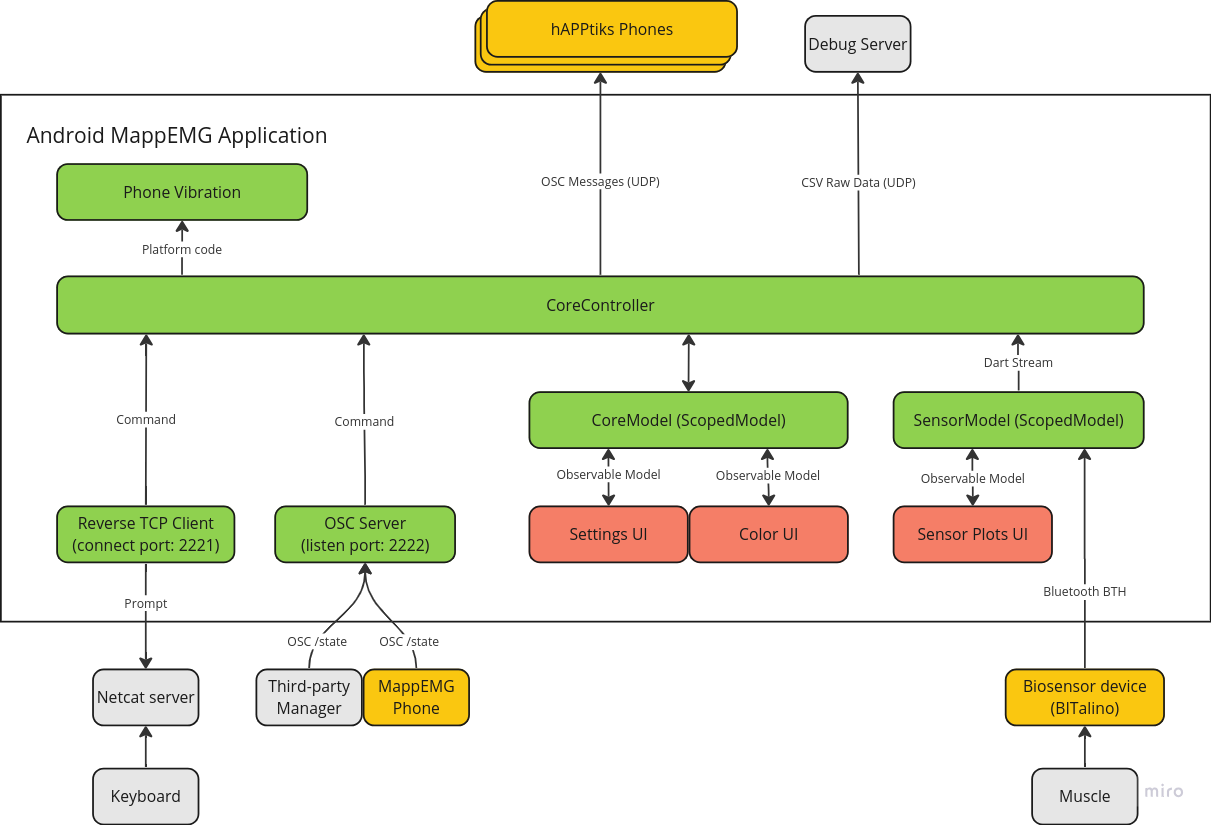 hAPPtiks Phones
Debug Server
Android MappEMG Application
OSC Messages (UDP)
CSV Raw Data (UDP)
Phone Vibration
Platform code
CoreController
Dart Stream
Command
Command
CoreModel (ScopedModel)
SensorModel (ScopedModel)
Observable Model
Observable Model
Observable Model
Reverse TCP Client
(connect port: 2221)
OSC Server
(listen port: 2222)
Settings UI
Color UI
Sensor Plots UI
Prompt
Bluetooth BTH
OSC /state
OSC /state
Netcat server
Third-party
Manager
MappEMG
Phone
Biosensor device
(BITalino)
Keyboard
Muscle
miro